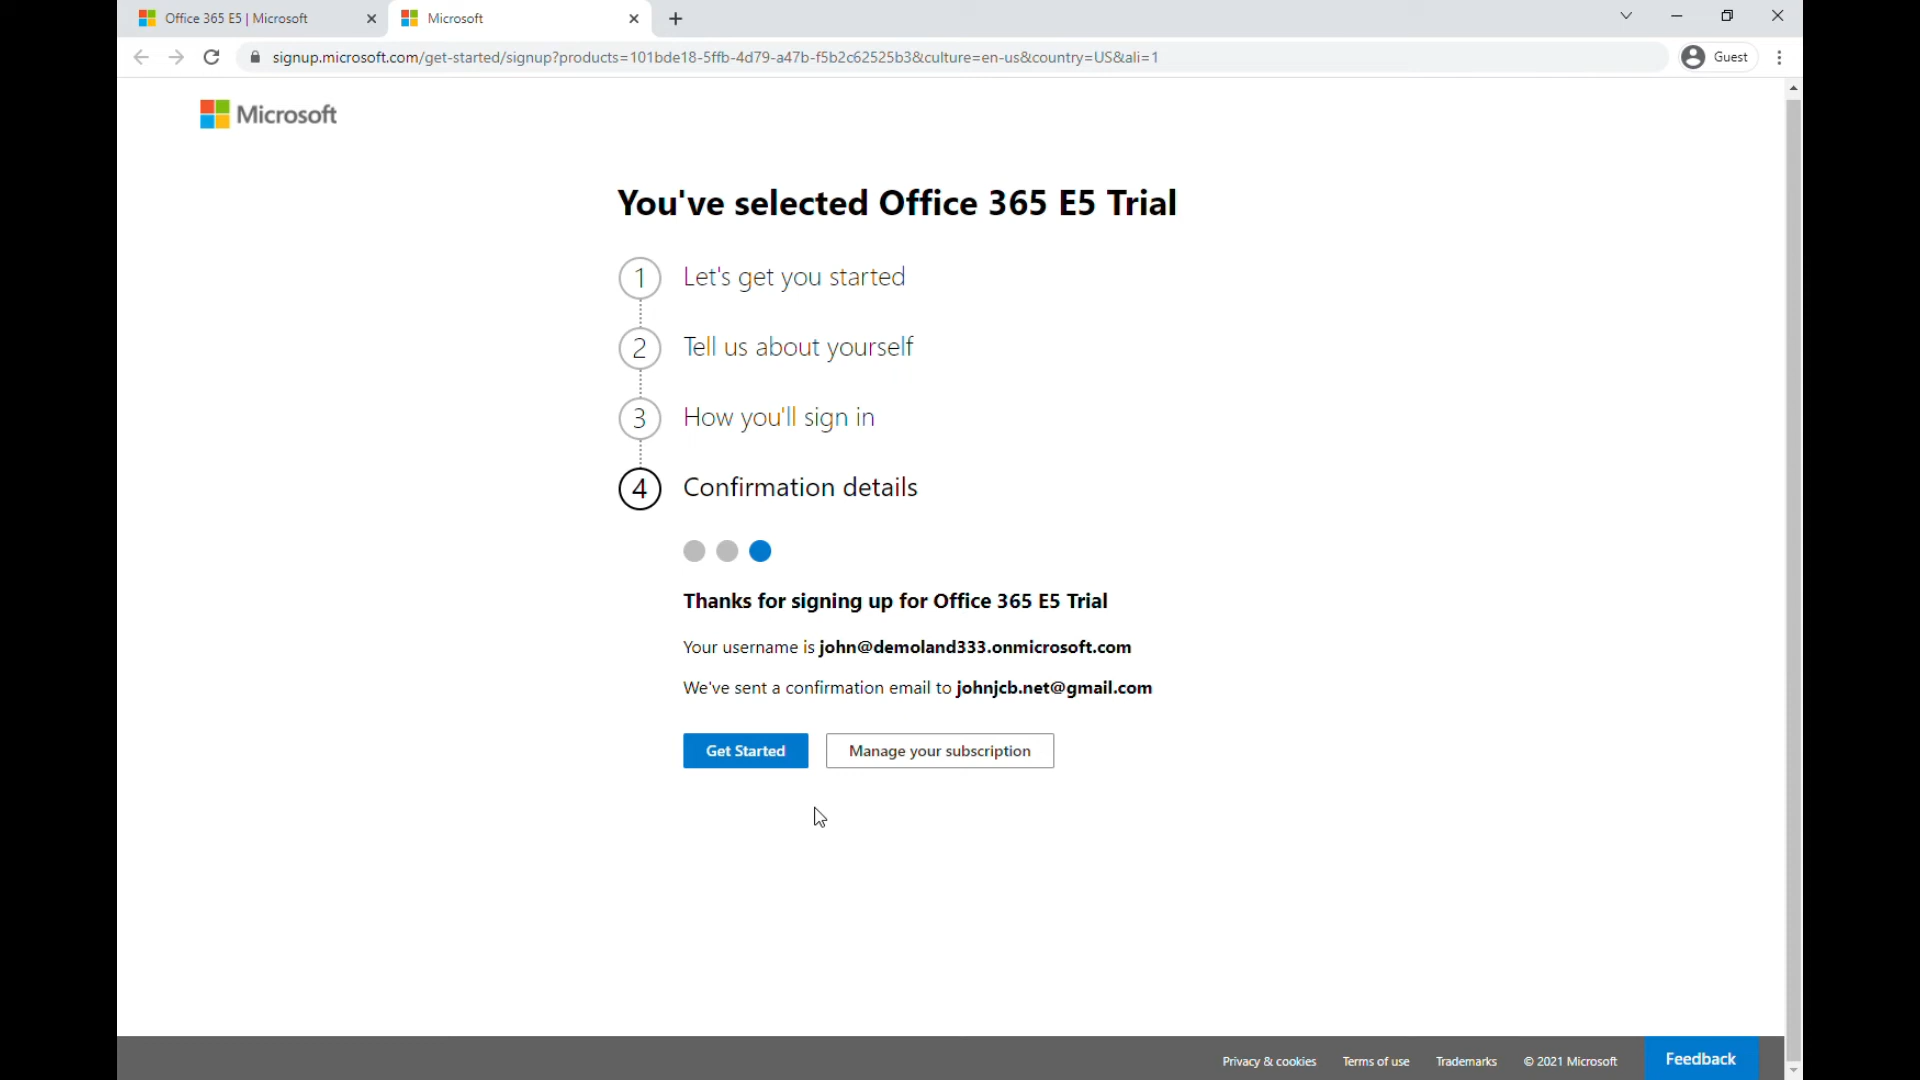 Office 365 E5 | Microsoft
Microsoft
signup.microsoft.com/get-started/signup?products=101bde18-5ffb-4d79-a47b-f5b2c62525b3&culture=en-us&country=US&ali=1
Guest
Microsoft
You've selected Office 365 E5 Trial
1 Let's get you started
2 Tell us about yourself
3 How you'll sign in
4 Confirmation details
Thanks for signing up for Office 365 E5 Trial
Your username is john@demoland333.onmicrosoft.com
We've sent a confirmation email to johnjcb.net@gmail.com
Get Started Manage your subscription
Privacy & cookies Terms of use Trademarks © 2021 Microsoft Feedback